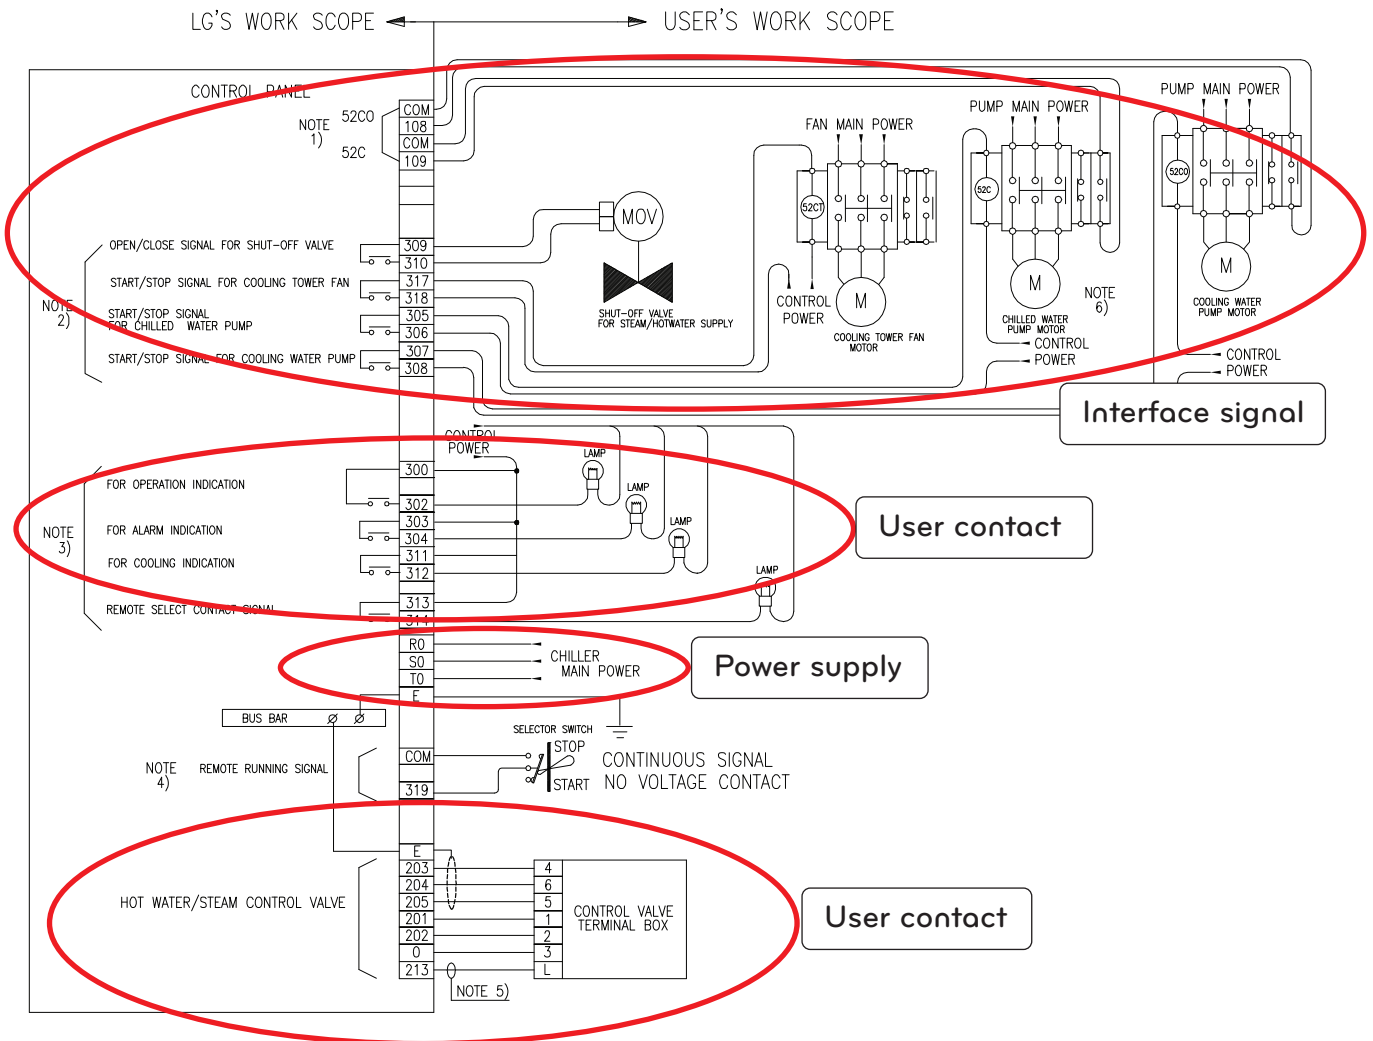 LG'S WORK SCOPE
USER'S WORK SCOPE
CONTROL PANEL
NOTE
1)
52CO
52C
COM
108
COM
109
PUMP MAIN POWER
PUMP MAIN POWER
FAN MAIN POWER
52CT
52C
52CO
MOV
M
M
M
OPEN/CLOSE SIGNAL FOR SHUT-OFF VALVE
309
310
START/STOP SIGNAL FOR COOLING TOWER FAN
317
318
NOTE
2)
START/STOP SIGNAL
FOR CHILLED WATER PUMP
305
306
START/STOP SIGNAL FOR COOLING WATER PUMP
307
308
SHUT-OFF VALVE
FOR STEAM/HOTWATER SUPPLY
CONTROL
POWER
COOLING TOWER FAN
MOTOR
CHILLED WATER
PUMP MOTOR
NOTE
6)
COOLING WATER
PUMP MOTOR
CONTROL
POWER
CONTROL
POWER
Interface signal
CONTROL
POWER
LAMP
LAMP
LAMP
LAMP
NOTE
3)
FOR OPERATION INDICATION
300
302
FOR ALARM INDICATION
303
304
FOR COOLING INDICATION
311
312
REMOTE SELECT CONTACT SIGNAL
313
314
User contact
R0
S0
T0
E
CHILLER
MAIN POWER
Power supply
BUS BAR
NOTE
4)
REMOTE RUNNING SIGNAL
COM
319
SELECTOR SWITCH
STOP
START
CONTINUOUS SIGNAL
NO VOLTAGE CONTACT
HOT WATER/STEAM CONTROL VALVE
E
203
204
205
201
202
0
213
4
6
5
1
2
3
L
CONTROL VALVE
TERMINAL BOX
NOTE 5)
User contact